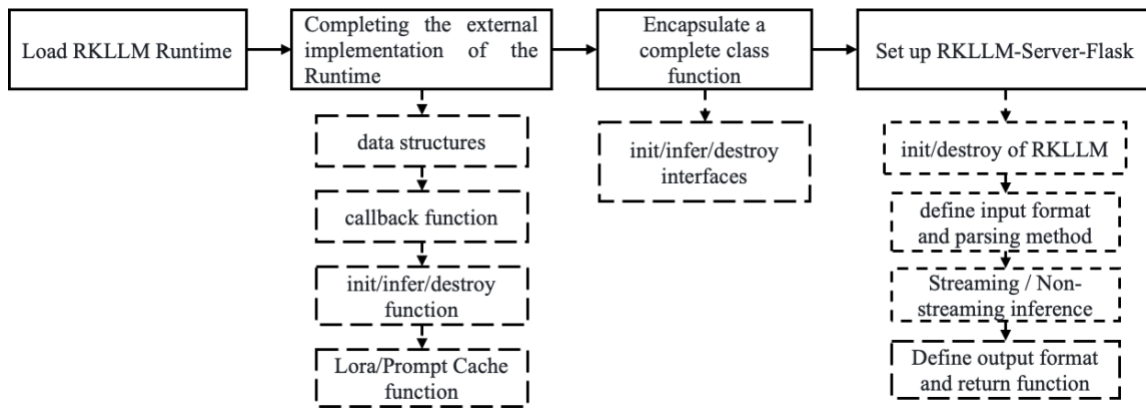 Load RKLLM Runtime
Completing the external
implementation of the
Runtime
Encapsulate a
complete class
function
Set up RKLLM-Server-Flask
data structures
callback function
init/infer/destroy
function
Lora/Prompt Cache
function
init/infer/destroy
interfaces
init/destroy of RKLLM
define input format
and parsing method
Streaming / Non-
streaming inference
Define output format
and return function